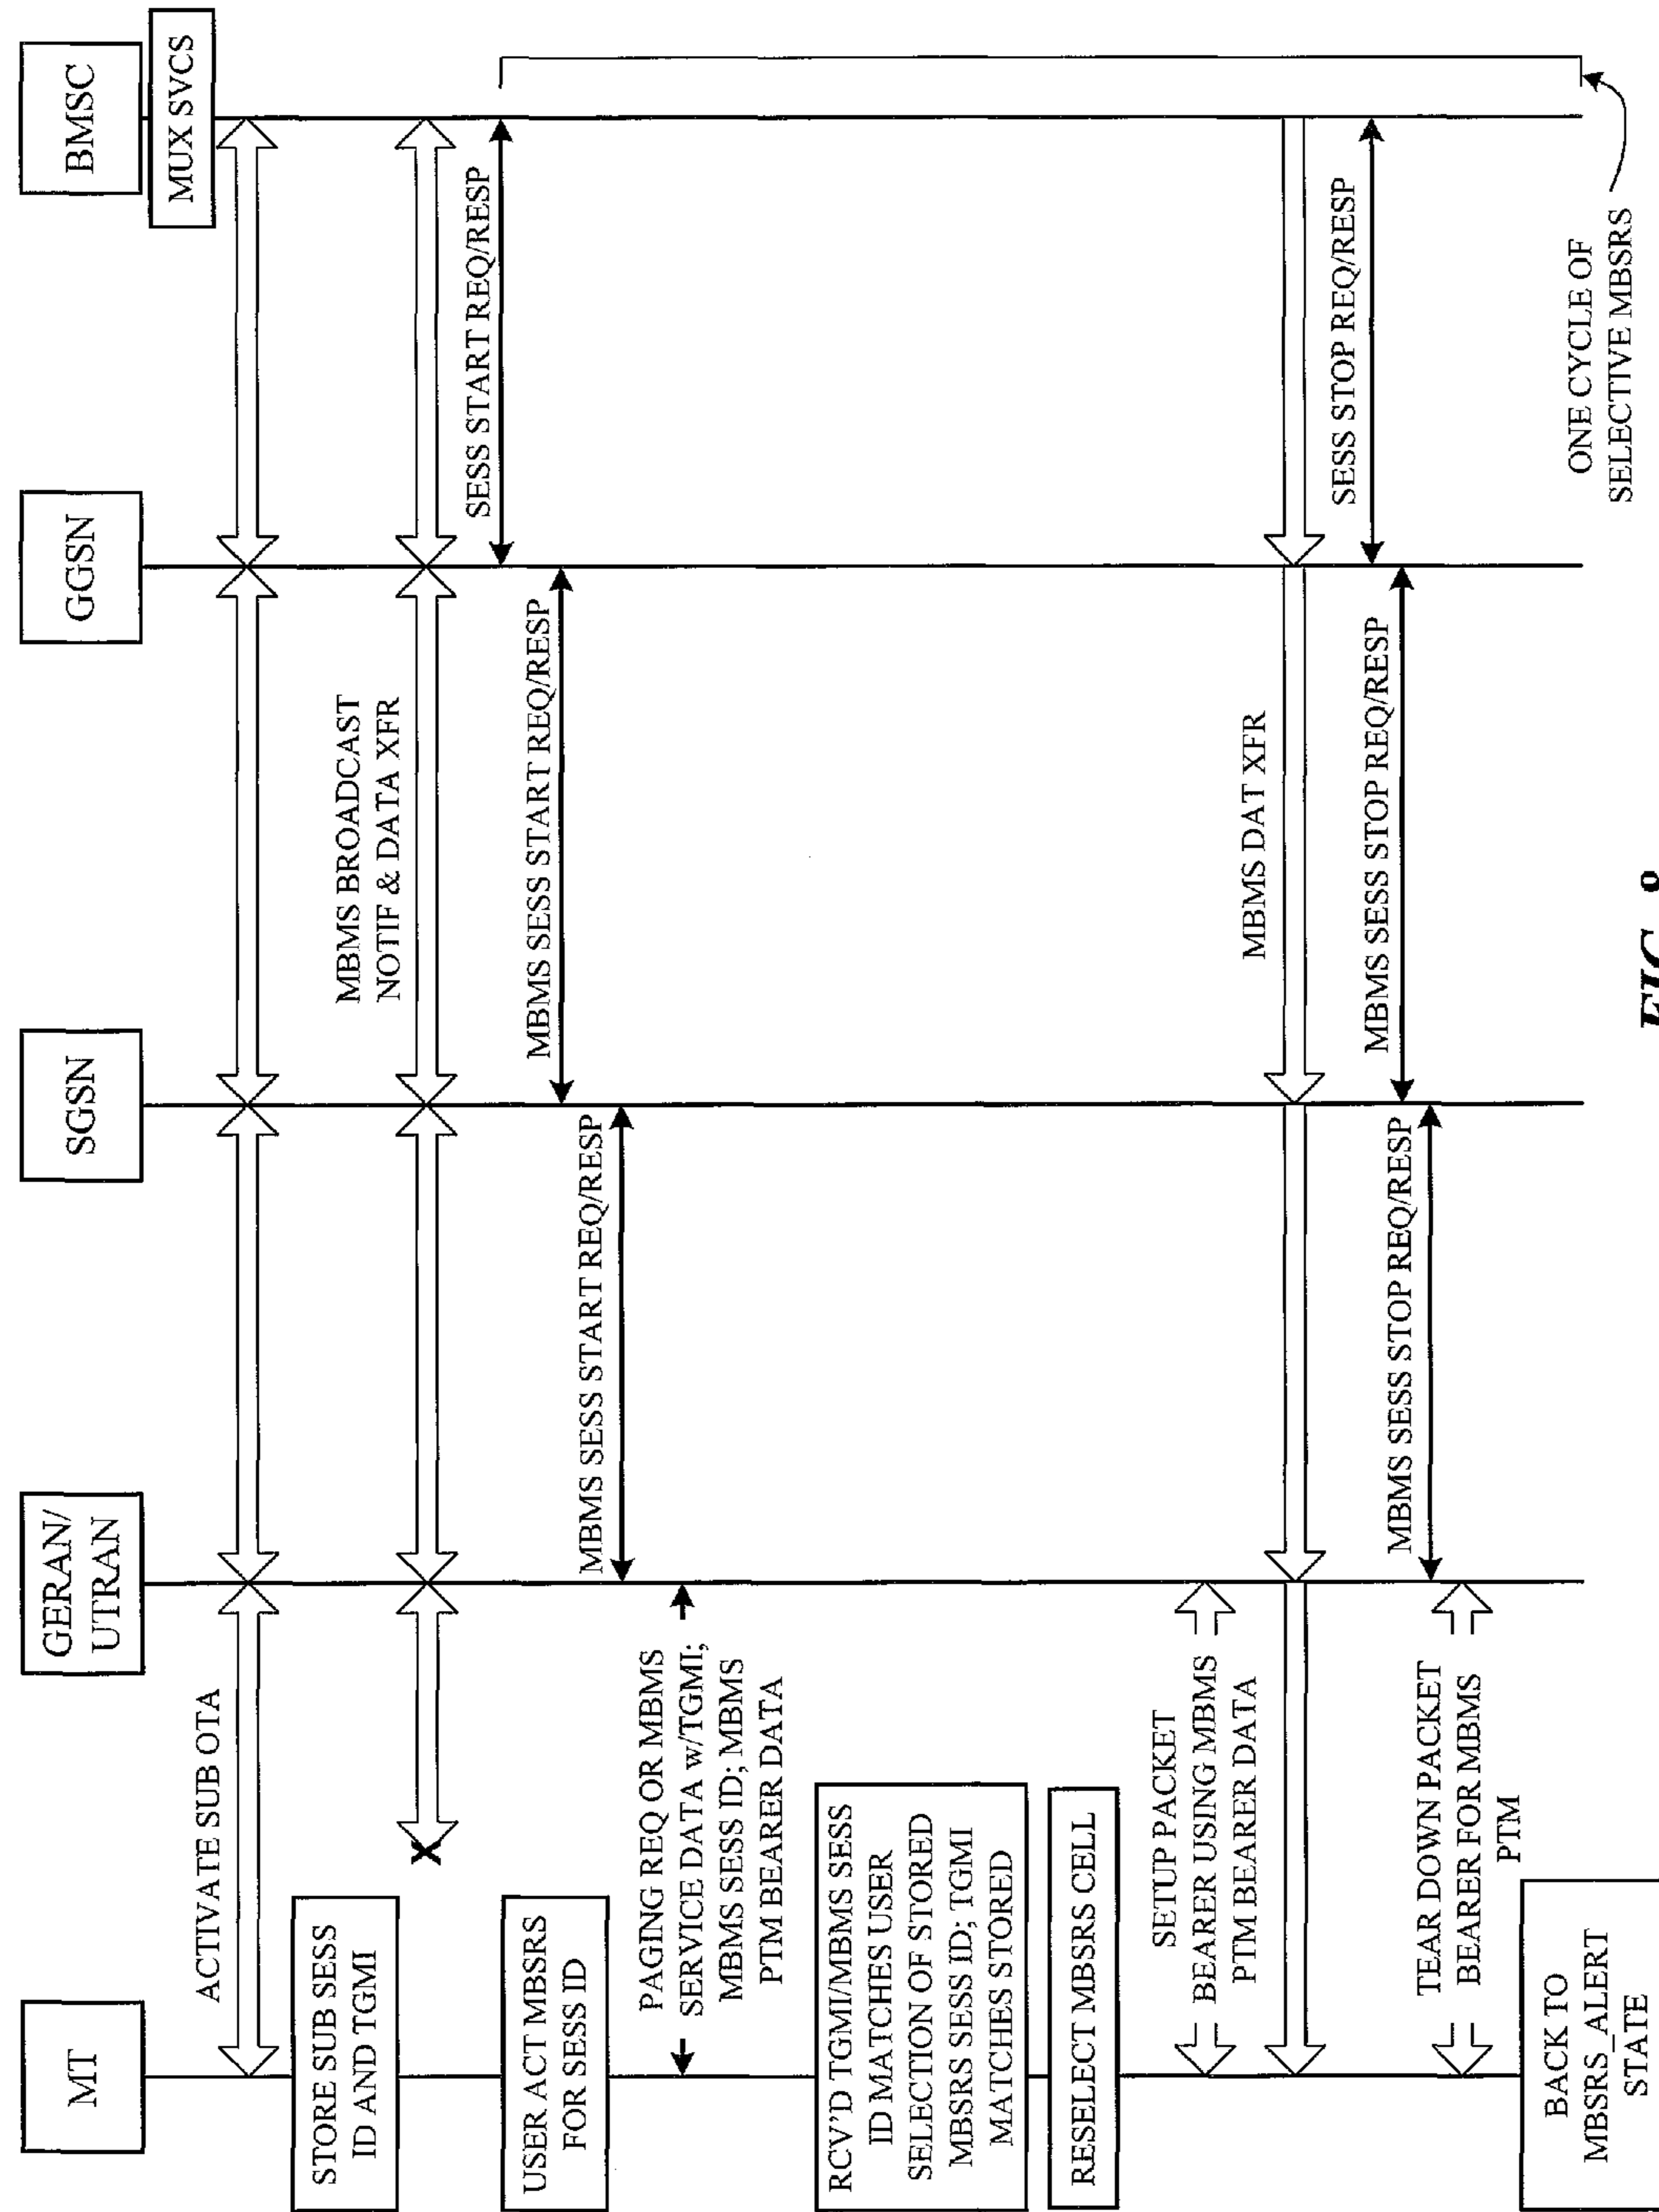 MT
GERAN/
UTRAN
SGSN
GGSN
BMSC
MUX SVCS
ACTIVATE SUB OTA
STORE SUB SESS
ID AND TGMI
MBMS BROADCAST
NOTIF & DATA XFR
X
USER ACT MBSRS
FOR SESS ID
SESS START REQ/RESP
MBMS SESS START REQ/RESP
MBMS SESS START REQ/RESP
PAGING REQ OR MBMS
SERVICE DATA w/TGMI;
MBMS SESS ID; MBMS
PTM BEARER DATA
RCV'D TGMI/MBMS SESS
ID MATCHES USER
SELECTION OF STORED
MBSRS SESS ID; TGMI
MATCHES STORED
RESELECT MBSRS CELL
SETUP PACKET
BEARER USING MBMS
PTM BEARER DATA
MBMS DAT XFR
SESS STOP REQ/RESP
MBMS SESS STOP REQ/RESP
MBMS SESS STOP REQ/RESP
TEAR DOWN PACKET
BEARER FOR MBMS
PTM
BACK TO
MBSRS_ALERT
STATE
ONE CYCLE OF
SELECTIVE MBSRS
FIG. 8